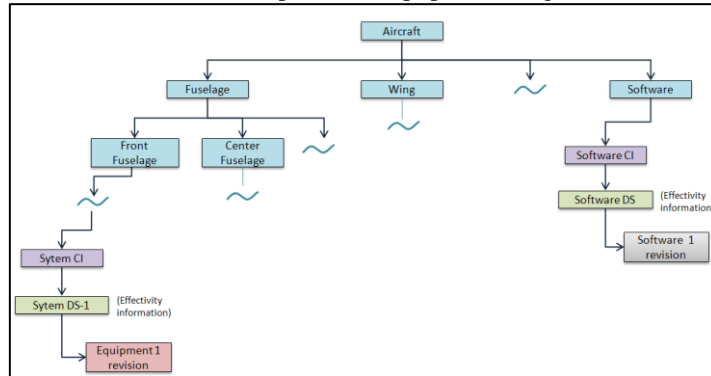 Aircraft
Fuselage
Wing
Software
Front
Fuselage
Center
Fuselage
Software CI
Software DS
(Effectivity
information)
Software 1
revision
Sytem CI
Sytem DS-1
(Effectivity
information)
Equipment 1
revision